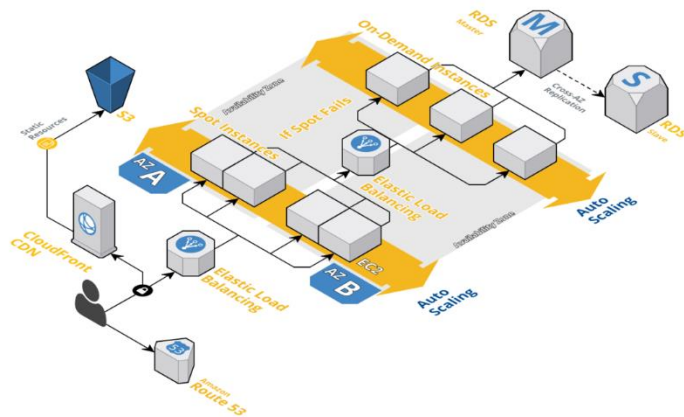 RDS
Master
M
Cross-AZ
Replication
S
RDS
Slave
On-Demand Instances
Availability Zone
If Spot Fails
Spot Instances
Static
Resources
S3
AZ
A
Elastic Load
Balancing
Availability Zone
Auto
Scaling
CloudFront
CDN
Elastic Load
Balancing
EC2
AZ
B
Auto
Scaling
53
Amazon
Route 53